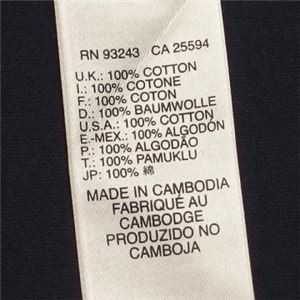 RN 93243 CA 25594
U.K.: 100% COTTON
I.: 100% COTONE
F.: 100% COTON
D.: 100% BAUMWOLLE
U.S.A.: 100% COTTON
E.-MEX.: 100% ALGODÓN
P.: 100% ALGODÃO
T.: 100% PAMUKLU
JP: 100% 綿
MADE IN CAMBODIA
FABRIQUÉ AU
CAMBODGE
PRODUZIDO NO
CAMBOJA